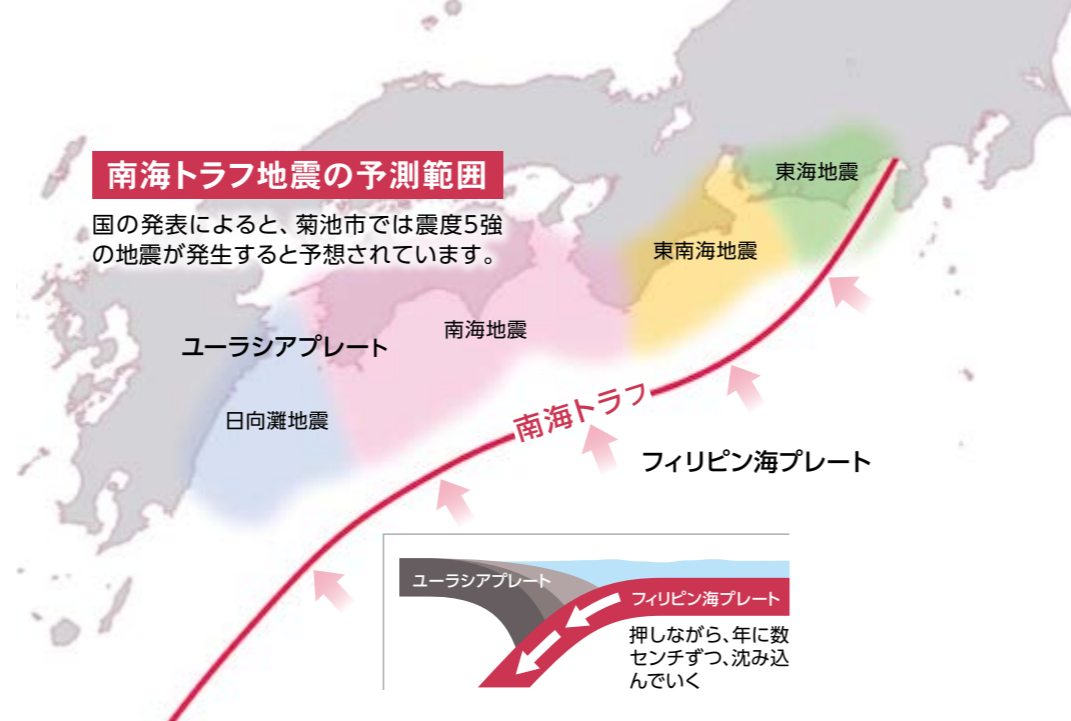 南海トラフ地震の予測範囲
国の発表によると、菊池市では震度5強
の地震が発生すると予想されています。
東海地震
東南海地震
南海地震
ユーラシアプレート
日向灘地震
南海トラフ
フィリピン海プレート
ユーラシアプレート
フィリピン海プレート
押しながら、年に数
センチずつ、沈み込
んでいく